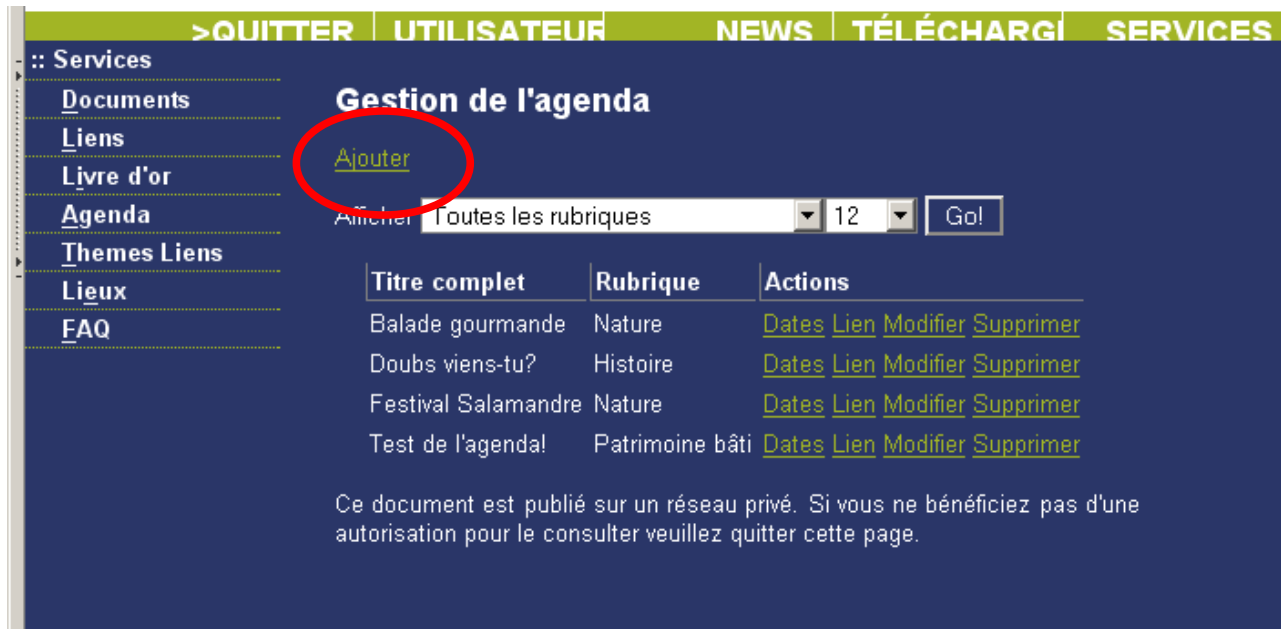 >QUITTER UTILISATEUR NEWS TÉLÉCHARGI SERVICES
:: Services
Documents
Liens
Livre d'or
Agenda
Themes Liens
Lieux
FAQ
Gestion de l'agenda
Ajouter
Afficher Toutes les rubriques 12 Go!
Titre complet Rubrique Actions
Balade gourmande Nature Dates Lien Modifier Supprimer
Doubs viens-tu? Histoire Dates Lien Modifier Supprimer
Festival Salamandre Nature Dates Lien Modifier Supprimer
Test de l'agenda! Patrimoine bâti Dates Lien Modifier Supprimer
Ce document est publié sur un réseau privé. Si vous ne bénéficiez pas d'une
autorisation pour le consulter veuillez quitter cette page.